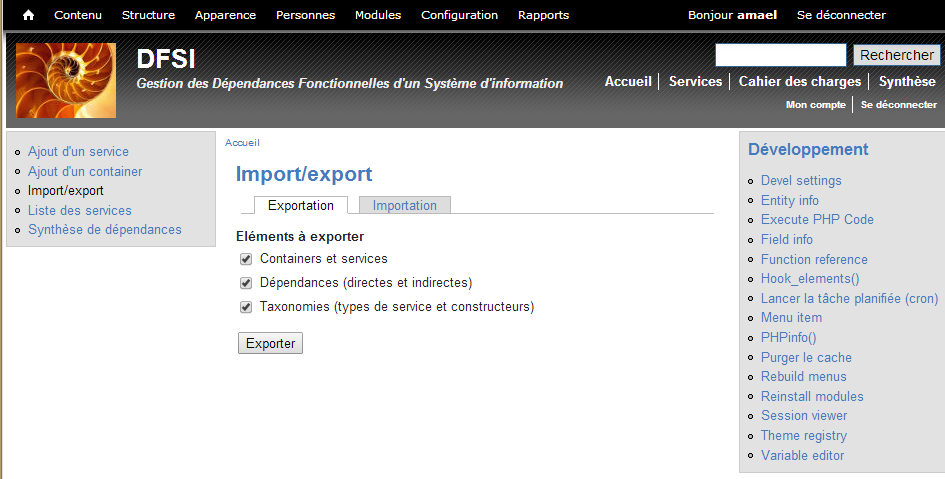 Contenu Structure Apparence Personnes Modules Configuration Rapports Bonjour amael Se déconnecter
DFSI
Gestion des Dépendances Fonctionnelles d'un Système d'information
Rechercher
Accueil Services Cahier des charges Synthèse
Mon compte Se déconnecter
Ajout d'un service
Ajout d'un container
Import/export
Liste des services
Synthèse de dépendances
Accueil
Import/export
Exportation Importation
Eléments à exporter
Containers et services
Dépendances (directes et indirectes)
Taxonomies (types de service et constructeurs)
Exporter
Développement
Devel settings
Entity info
Execute PHP Code
Field info
Function reference
Hook_elements()
Lancer la tâche planifiée (cron)
Menu item
PHPinfo()
Purger le cache
Rebuild menus
Reinstall modules
Session viewer
Theme registry
Variable editor